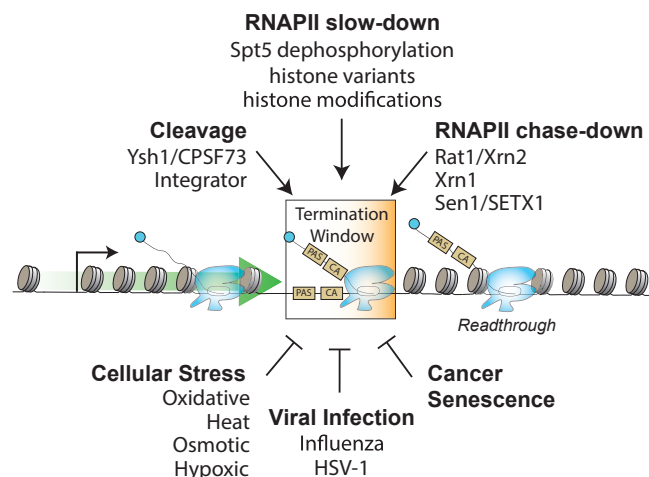 RNAPII slow-down
Spt5 dephosphorylation
histone variants
histone modifications
Cleavage
Ysh1/CPSF73
Integrator
RNAPII chase-down
Rat1/Xrn2
Xrn1
Sen1/SETX1
Termination
Window
PAS CA
PAS CA
PAS CA
Readthrough
Cellular Stress
Oxidative
Heat
Osmotic
Hypoxic
Viral Infection
Influenza
HSV-1
Cancer
Senescence